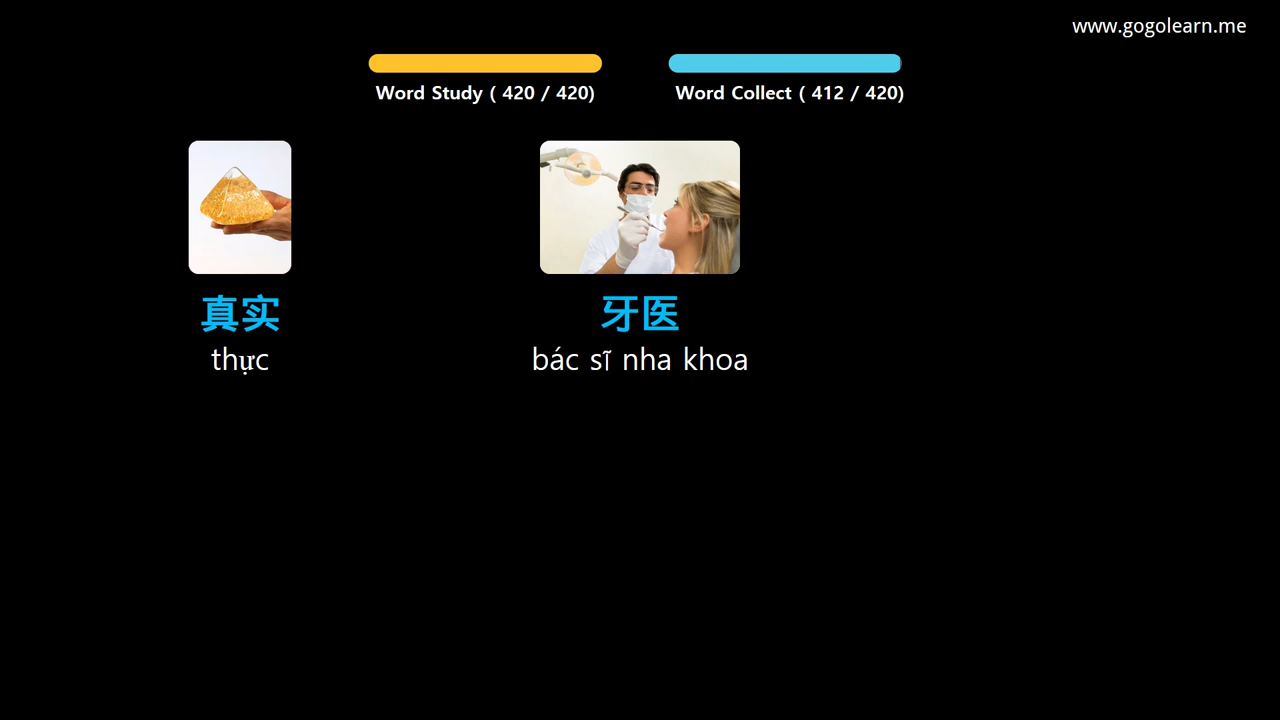 www.gogolearn.me
Word Study ( 420 / 420)
Word Collect ( 412 / 420)
真实
thực
牙医
bác sĩ nha khoa